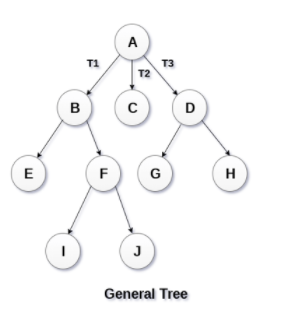 A
T1 T2 T3
B C D
E F G H
I J
General Tree